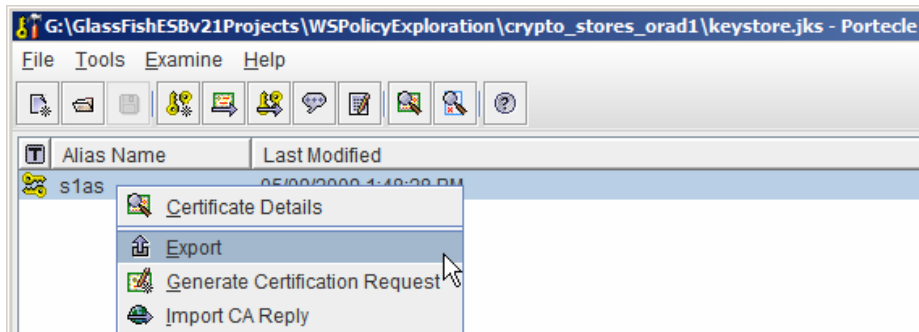 G:\GlassFishESBv21Projects\WSPolicyExploration\crypto_stores_orad1\keystore.jks - Portecle
File Tools Examine Help
T Alias Name Last Modified
s1as
Certificate Details
Export
Generate Certification Request
Import CA Reply